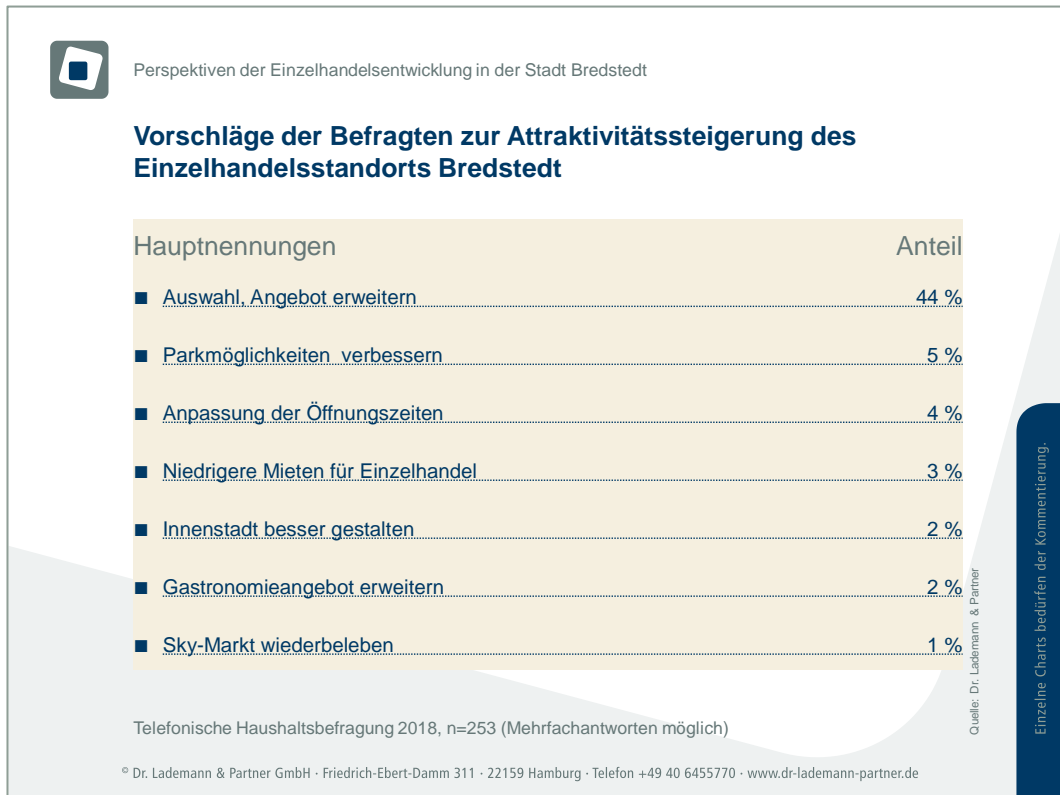 Perspektiven der Einzelhandelsentwicklung in der Stadt Bredstedt
Vorschläge der Befragten zur Attraktivitätssteigerung des
Einzelhandelsstandorts Bredstedt
Hauptnennungen Anteil
■ Auswahl, Angebot erweitern 44 %
■ Parkmöglichkeiten verbessern 5 %
■ Anpassung der Öffnungszeiten 4 %
■ Niedrigere Mieten für Einzelhandel 3 %
■ Innenstadt besser gestalten 2 %
■ Gastronomieangebot erweitern 2 %
■ Sky-Markt wiederbeleben 1 %
Telefonische Haushaltsbefragung 2018, n=253 (Mehrfachantworten möglich)
Quelle: Dr. Lademann & Partner
Einzelne Charts bedürfen der Kommentierung.
© Dr. Lademann & Partner GmbH · Friedrich-Ebert-Damm 311 · 22159 Hamburg · Telefon +49 40 6455770 · www.dr-lademann-partner.de